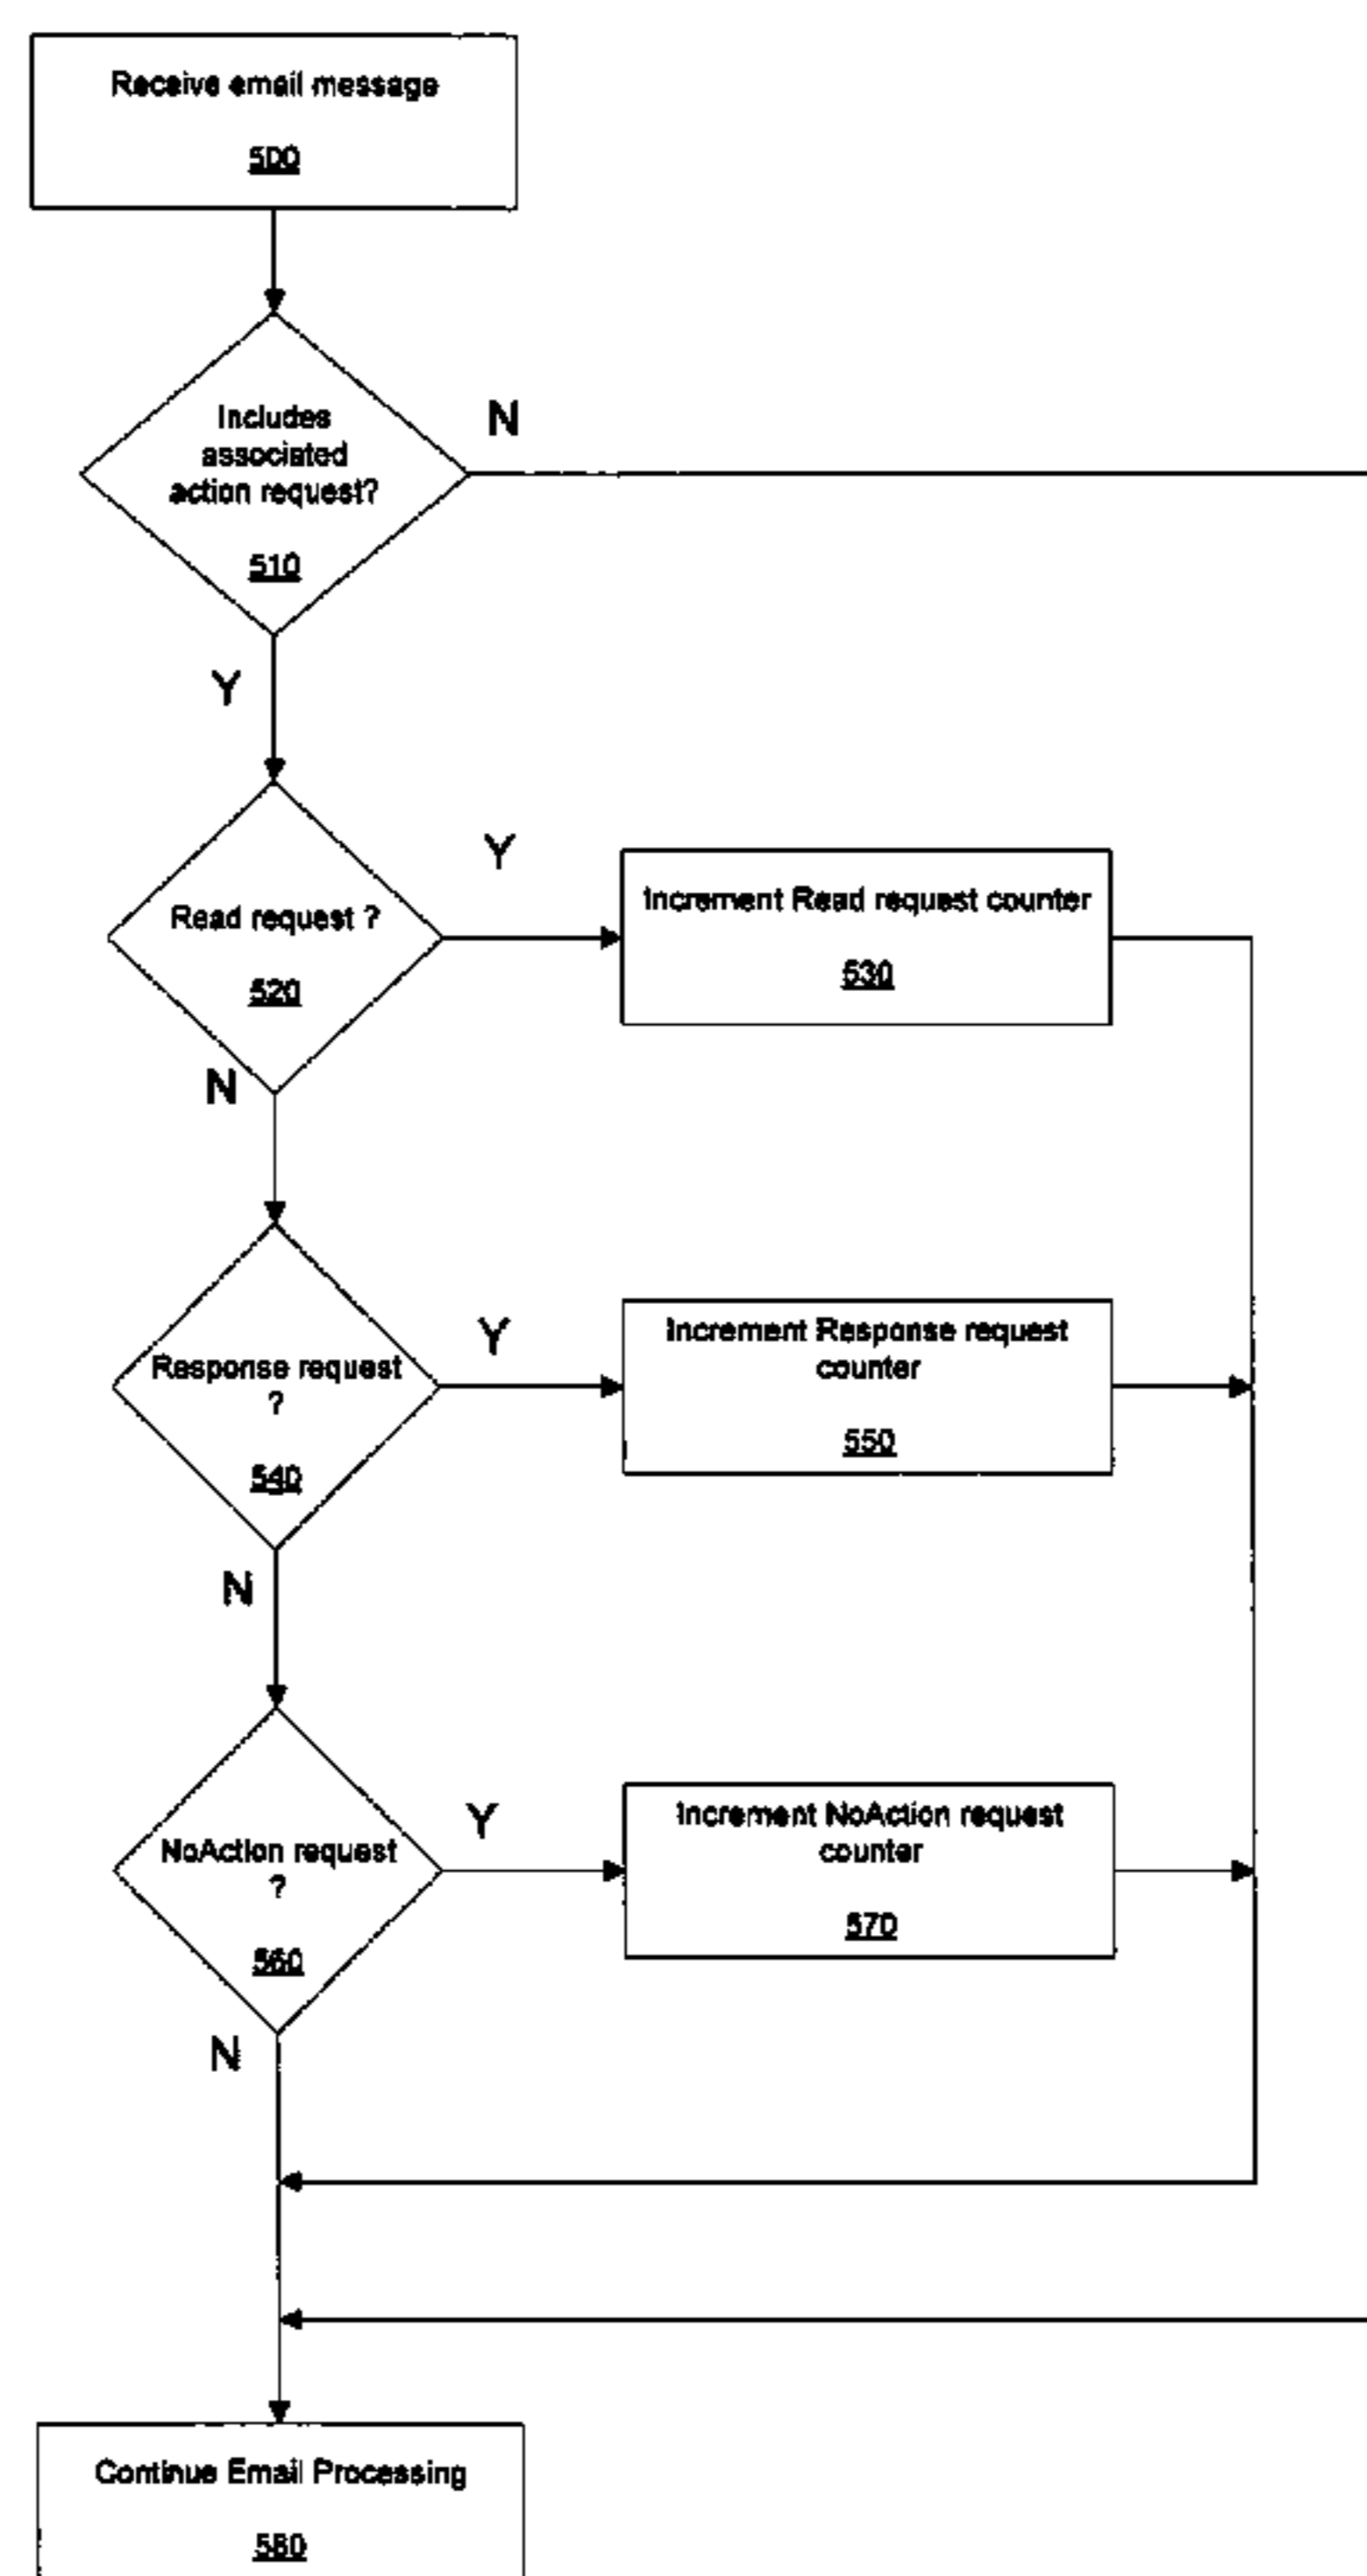 Receive email message
500
Includes
associated
action request?
510
N
Y
Read request ?
520
Y
Increment Read request counter
530
N
Response request
?
540
Y
Increment Response request
counter
550
N
NoAction request
?
560
Y
Increment NoAction request
counter
570
N
Continue Email Processing
580